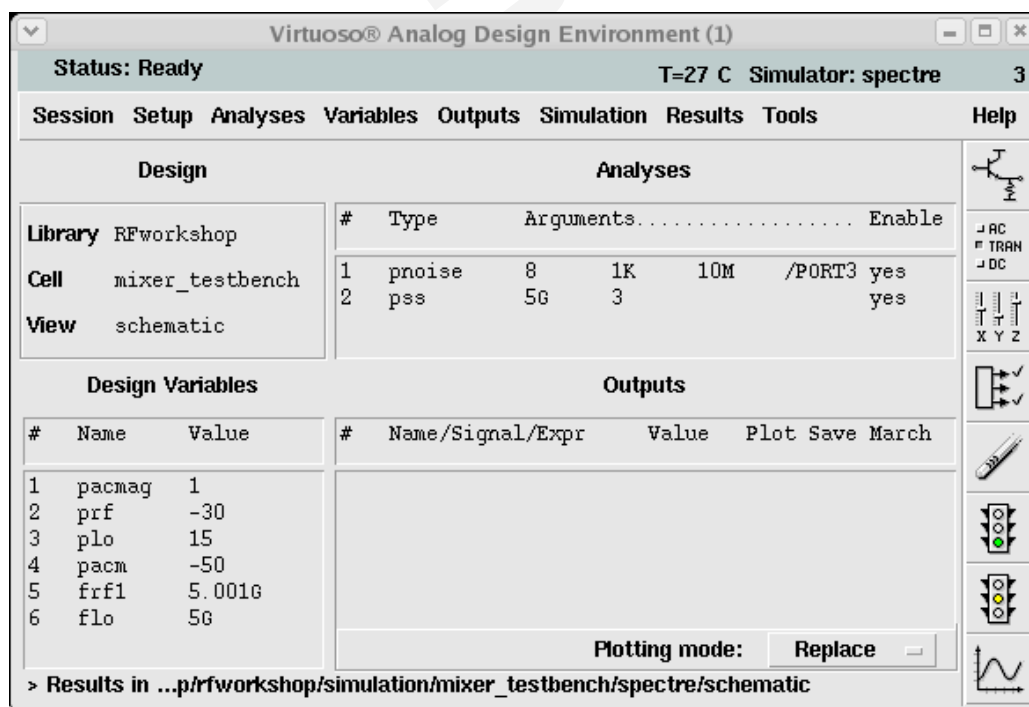 Virtuoso® Analog Design Environment (1)
Status: Ready T=27 C Simulator: spectre 3
Session Setup Analyses Variables Outputs Simulation Results Tools Help
Design
Library RFworkshop
Cell mixer_testbench
View schematic
Analyses
# Type Arguments................... Enable
1 pnoise 8 1K 10M /PORT3 yes
2 pss 5G 3 yes
Design Variables
# Name Value
1 pacmag 1
2 prf -30
3 plo 15
4 pacm -50
5 frf1 5.001G
6 flo 5G
Outputs
# Name/Signal/Expr Value Plot Save March
Plotting mode: Replace
> Results in ...p/rfworkshop/simulation/mixer_testbench/spectre/schematic
AC
TRAN
DC
X Y Z